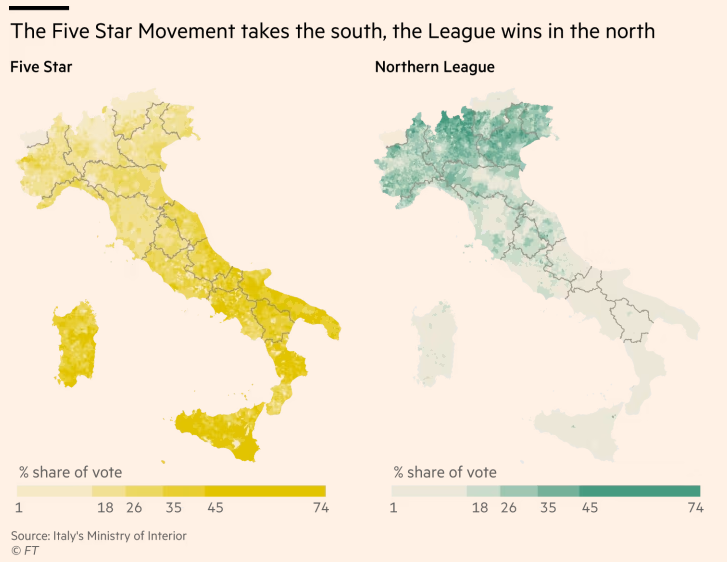 The Five Star Movement takes the south, the League wins in the north
Five Star
Northern League
% share of vote
1 18 26 35 45 74
% share of vote
1 18 26 35 45 74
Source: Italy's Ministry of Interior
© FT